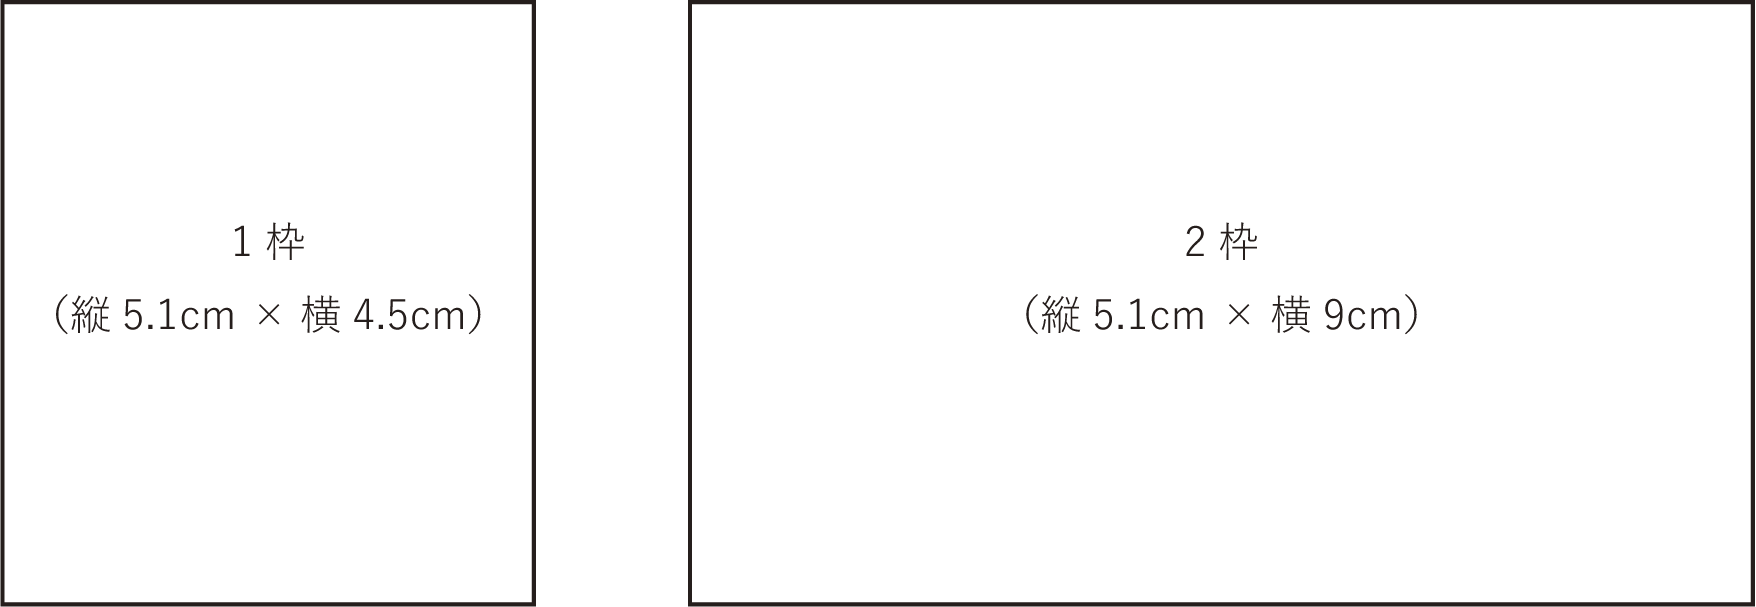 1 枠
（縦 5.1cm × 横 4.5cm）
2 枠
（縦 5.1cm × 横 9cm）